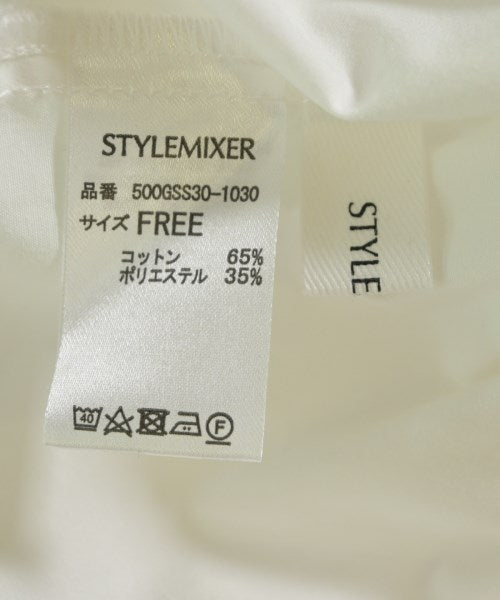 STYLEMIXER
品番 500GSS30-1030
サイズ FREE
コットン 65%
ポリエステル 35%
40
F
STYLE